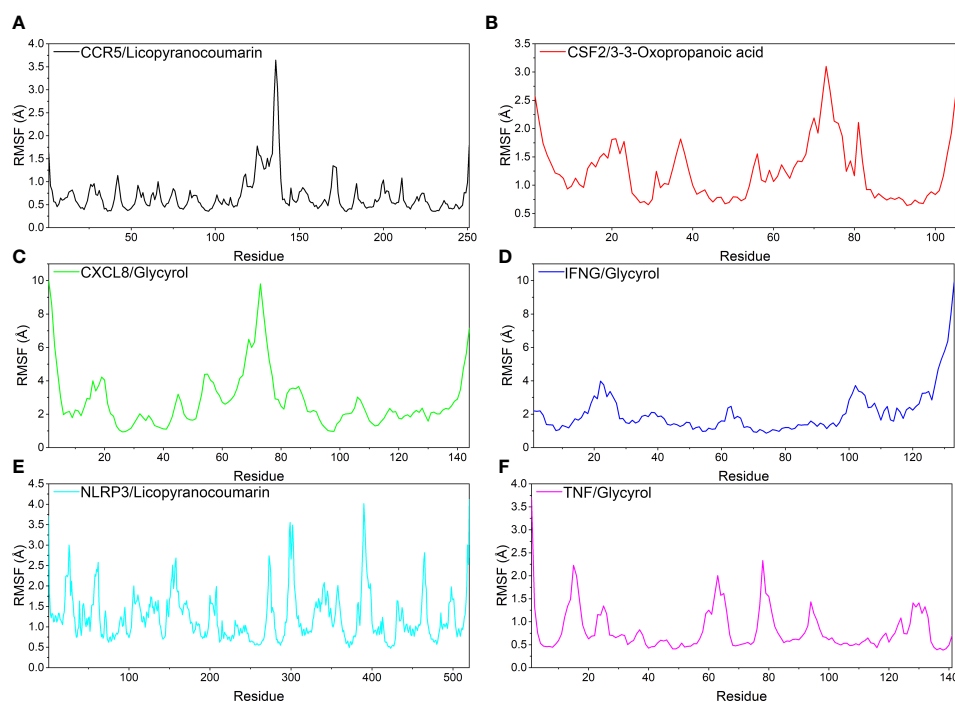 A
CCR5/Licopyranocoumarin
RMSF (Å)
4.0
3.5
3.0
2.5
2.0
1.5
1.0
0.5
0.0
50 100 150 200 250
Residue
B
CSF2/3-3-Oxopropanoic acid
RMSF (Å)
3.5
3.0
2.5
2.0
1.5
1.0
0.5
20 40 60 80 100
Residue
C
CXCL8/Glycyrol
RMSF (Å)
10
8
6
4
2
0
20 40 60 80 100 120 140
Residue
D
IFNG/Glycyrol
RMSF (Å)
10
8
6
4
2
0
20 40 60 80 100 120
Residue
E
NLRP3/Licopyranocoumarin
RMSF (Å)
4.5
4.0
3.5
3.0
2.5
2.0
1.5
1.0
0.5
0.0
100 200 300 400 500
Residue
F
TNF/Glycyrol
RMSF (Å)
4.0
3.5
3.0
2.5
2.0
1.5
1.0
0.5
0.0
20 40 60 80 100 120 140
Residue